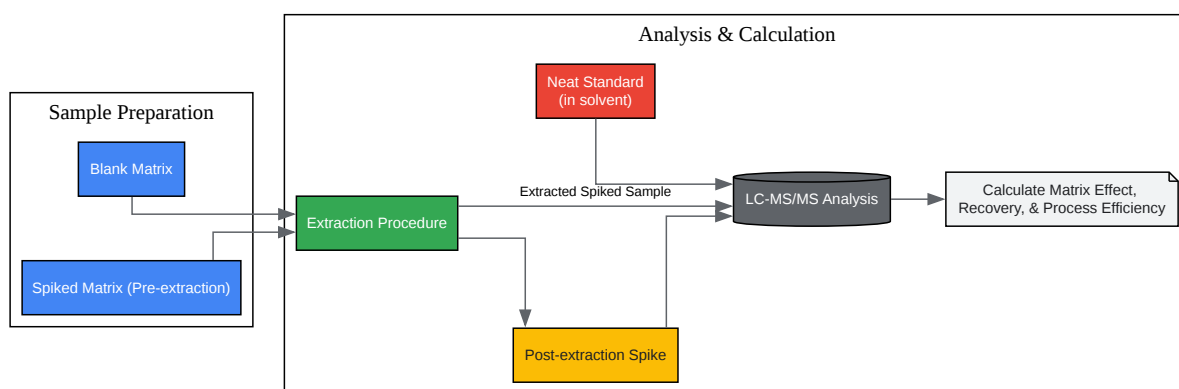 Analysis & Calculation
Sample Preparation
Blank Matrix
Spiked Matrix (Pre-extraction)
Extraction Procedure
Neat Standard
(in solvent)
Extracted Spiked Sample
Post-extraction Spike
LC-MS/MS Analysis
Calculate Matrix Effect,
Recovery, & Process Efficiency